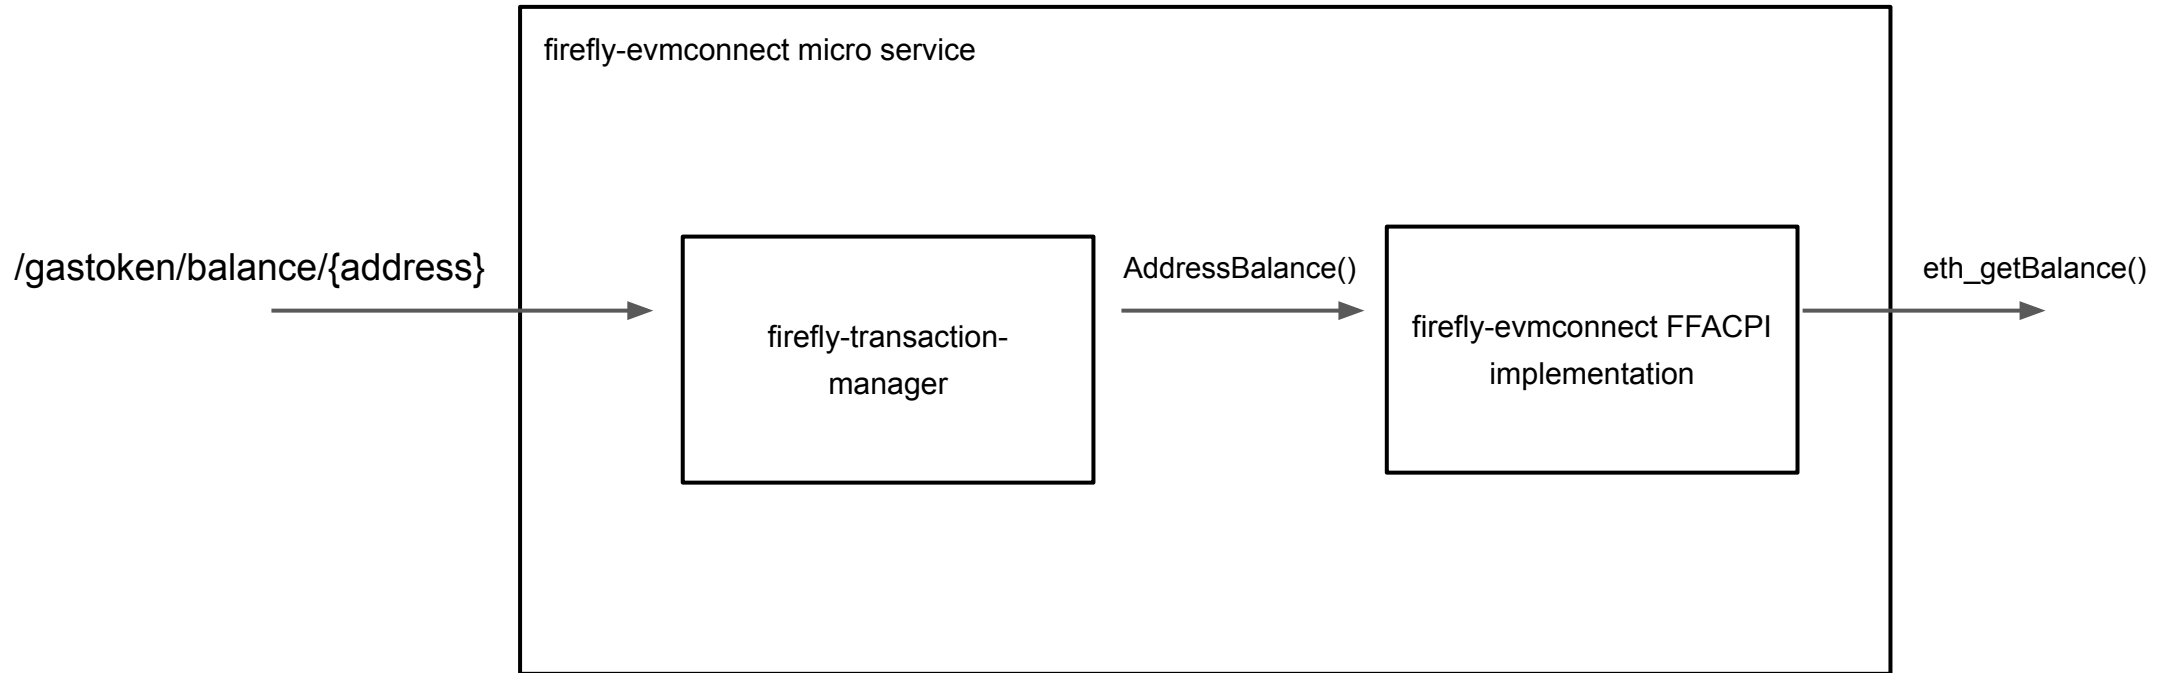 firefly-evmconnect micro service
/gastoken/balance/{address}
AddressBalance()
eth_getBalance()
firefly-transaction-
manager
firefly-evmconnect FFACPI
implementation